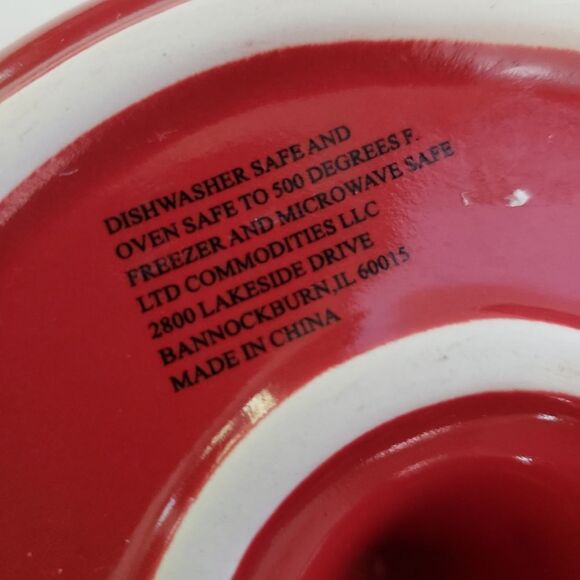 DISHWASHER SAFE AND
OVEN SAFE TO 500 DEGREES F.
FREEZER AND MICROWAVE SAFE
LTD COMMODITIES LLC
2800 LAKESIDE DRIVE
BANNOCKBURN,IL 60015
MADE IN CHINA